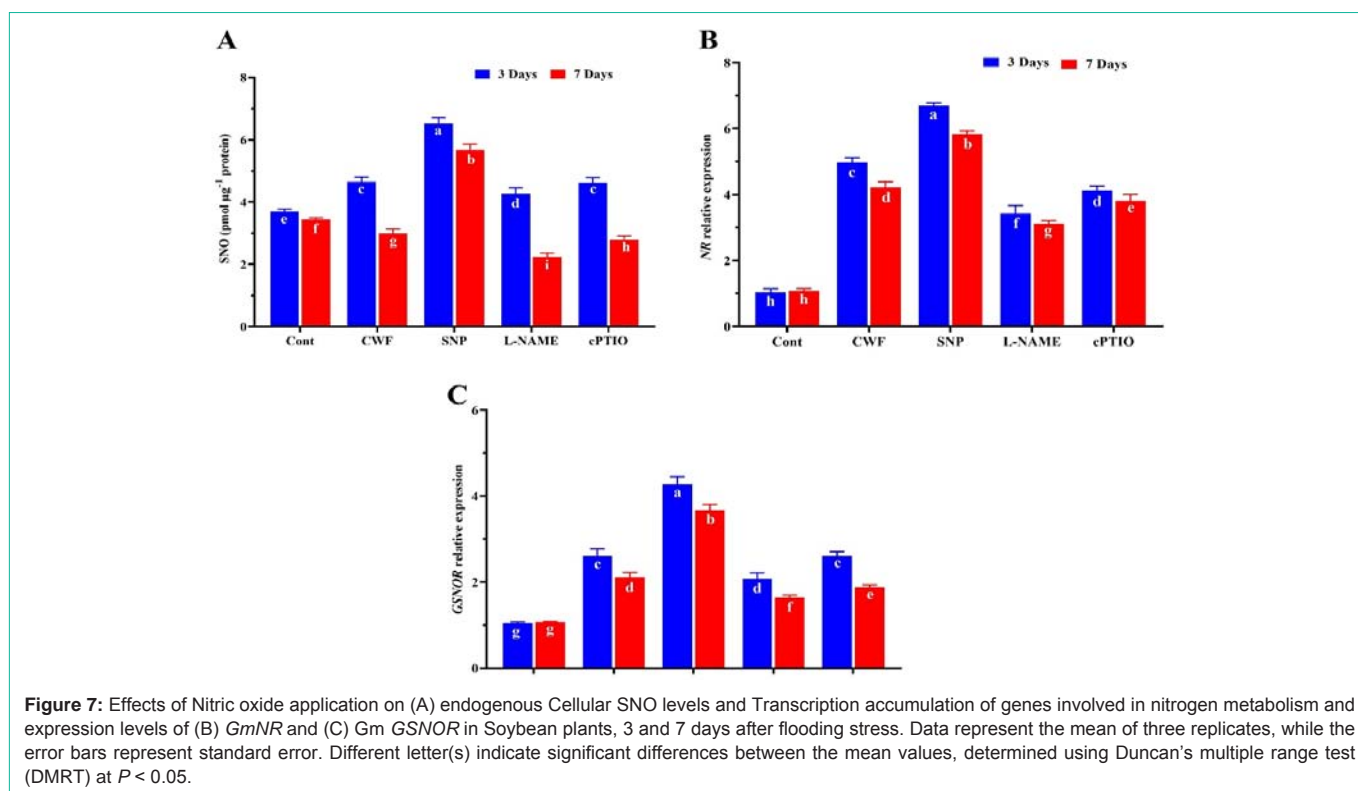 A
3 Days 7 Days
8
6
4
2
0
SNO (pmol µg⁻¹ protein)
e f c g a b d i c h
Cont CWF SNP L-NAME cPTIO
B
3 Days 7 Days
8
6
4
2
0
NR relative expression
h h c d a b f g d e
Cont CWF SNP L-NAME cPTIO
C
6
4
2
0
GSNOR relative expression
g g c d a b d f c e
Figure 7: Effects of Nitric oxide application on (A) endogenous Cellular SNO levels and Transcription accumulation of genes involved in nitrogen metabolism and
expression levels of (B) GmNR and (C) Gm GSNOR in Soybean plants, 3 and 7 days after flooding stress. Data represent the mean of three replicates, while the
error bars represent standard error. Different letter(s) indicate significant differences between the mean values, determined using Duncan's multiple range test
(DMRT) at P < 0.05.